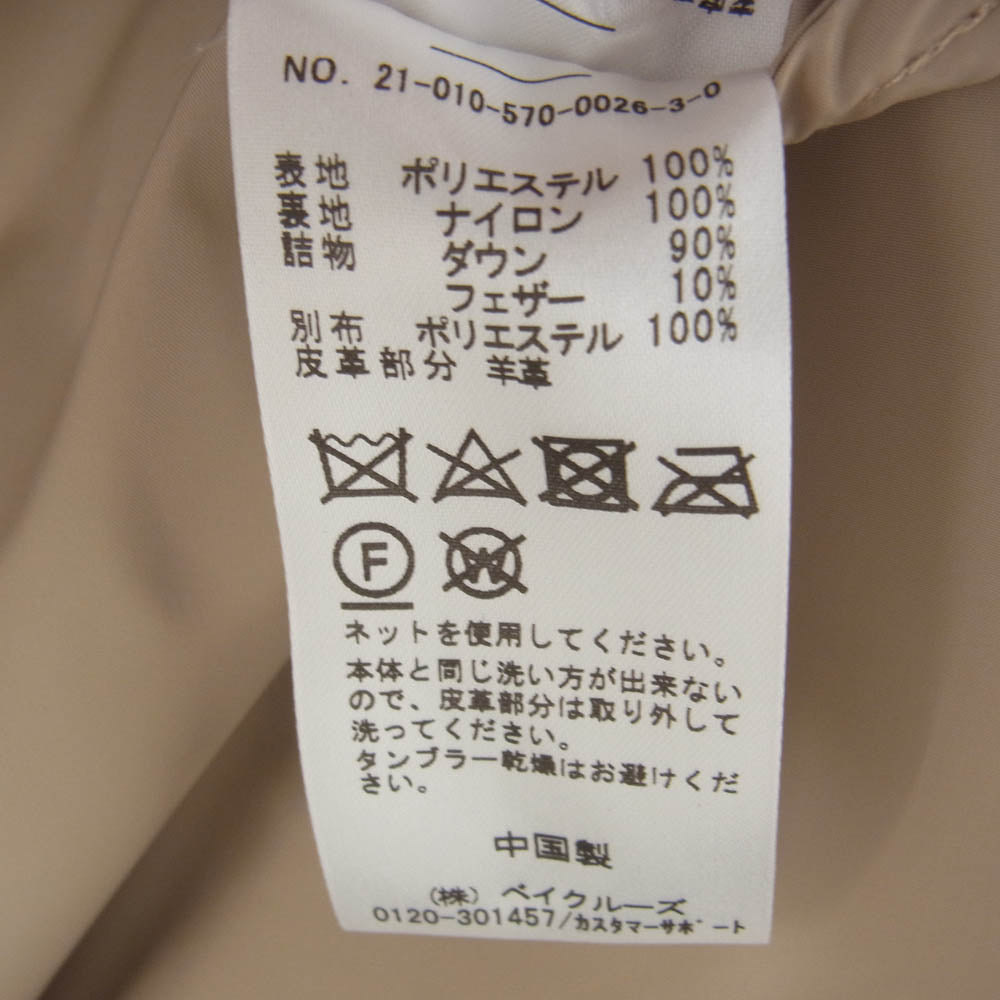 NO. 21-010-570-0026-3-0
表地 ポリエステル 100%
裏地 ナイロン 100%
詰物 ダウン 90%
フェザー 10%
別布 ポリエステル 100%
皮革部分 羊革
F
W
ネットを使用してください。
本体と同じ洗い方が出来ない
ので、皮革部分は取り外して
洗ってください。
タンブラー乾燥はお避けくだ
さい。
中国製
(株) ベイクルーズ
0120-301457/カスタマーサポート